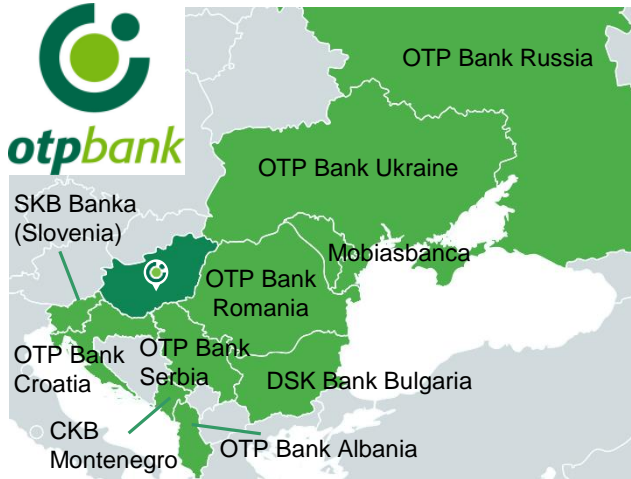 otpbank
OTP Bank Russia
OTP Bank Ukraine
SKB Banka
(Slovenia)
Mobiasbanca
OTP Bank
Romania
OTP Bank
Croatia
OTP Bank
Serbia
DSK Bank Bulgaria
CKB
Montenegro
OTP Bank Albania